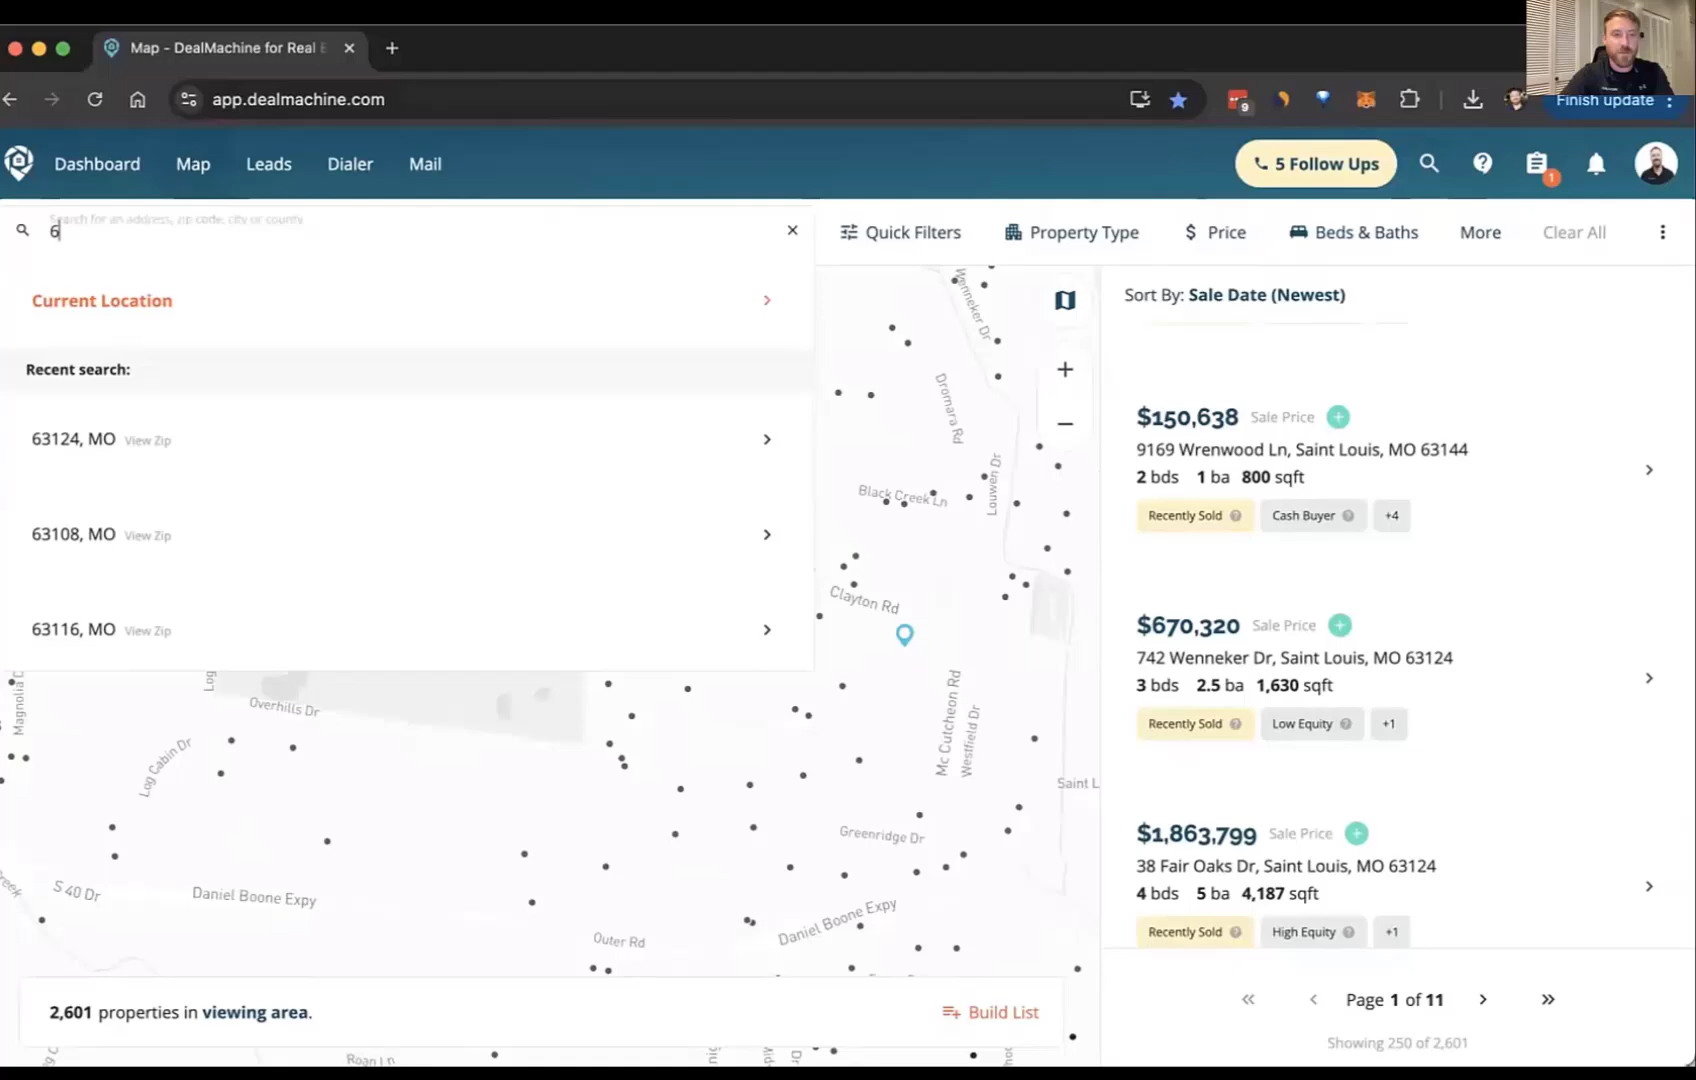 Map - DealMachine for Real E
app.dealmachine.com
9
Finish update
Dashboard
Map
Leads
Dialer
Mail
5 Follow Ups
1
Search for an address, zip code, city or county
6
Quick Filters
Property Type
$ Price
Beds & Baths
More
Clear All
Current Location
Recent search:
63124, MO View Zip
63108, MO View Zip
63116, MO View Zip
Wenneker Dr
Dromara Rd
Louwen Dr
Black Creek Ln
Clayton Rd
Mc Cutcheon Rd
Westfield Dr
Saint L
Magnolia D
Log
Overhills Dr
Log Cabin Dr
Greenridge Dr
S 40 Dr
Daniel Boone Expy
Daniel Boone Expy
Outer Rd
Creek
Roan Ln
Dr
+
−
Sort By: Sale Date (Newest)
$150,638 Sale Price
9169 Wrenwood Ln, Saint Louis, MO 63144
2 bds 1 ba 800 sqft
Recently Sold Cash Buyer +4
$670,320 Sale Price
742 Wenneker Dr, Saint Louis, MO 63124
3 bds 2.5 ba 1,630 sqft
Recently Sold Low Equity +1
$1,863,799 Sale Price
38 Fair Oaks Dr, Saint Louis, MO 63124
4 bds 5 ba 4,187 sqft
Recently Sold High Equity +1
2,601 properties in viewing area.
Build List
Page 1 of 11
Showing 250 of 2,601